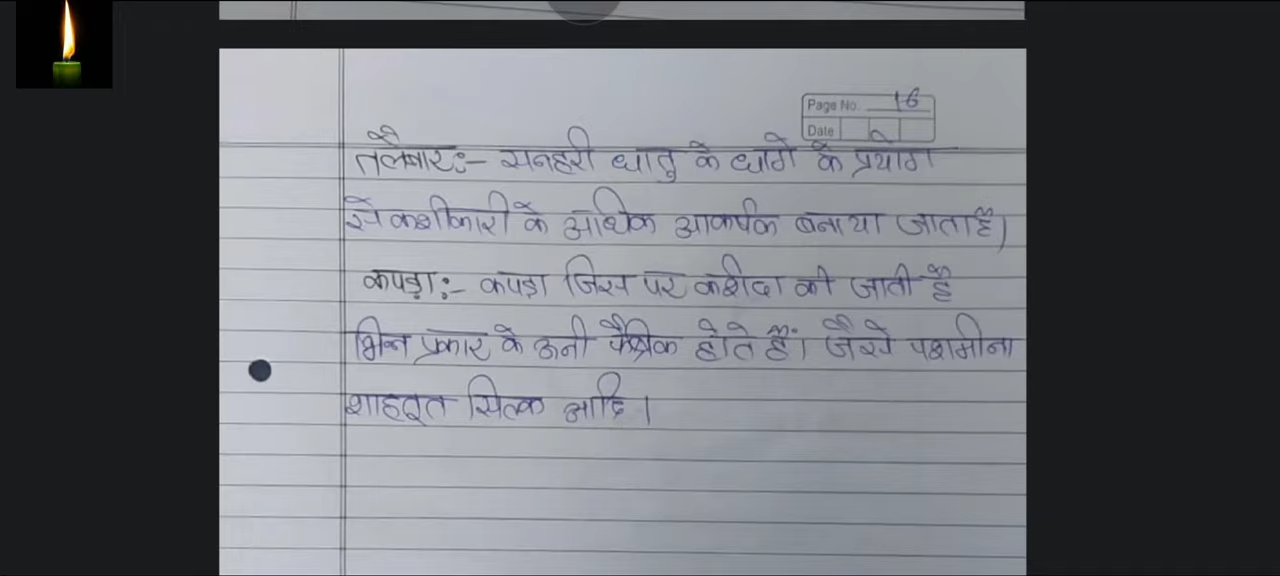 Page No. 16
Date
तलैबारः- सनहरी धातु के धागे के प्रयोग
से कशीकारी के अधिक आकर्षक बनाया जाता है।
कपड़ाः- कपड़ा जिस पर कशीदा की जाती है
भिन्न प्रकार के ऊनी फैब्रिक होते हैं। जैसे पशमीना
शाहतूत सिल्क आदि।